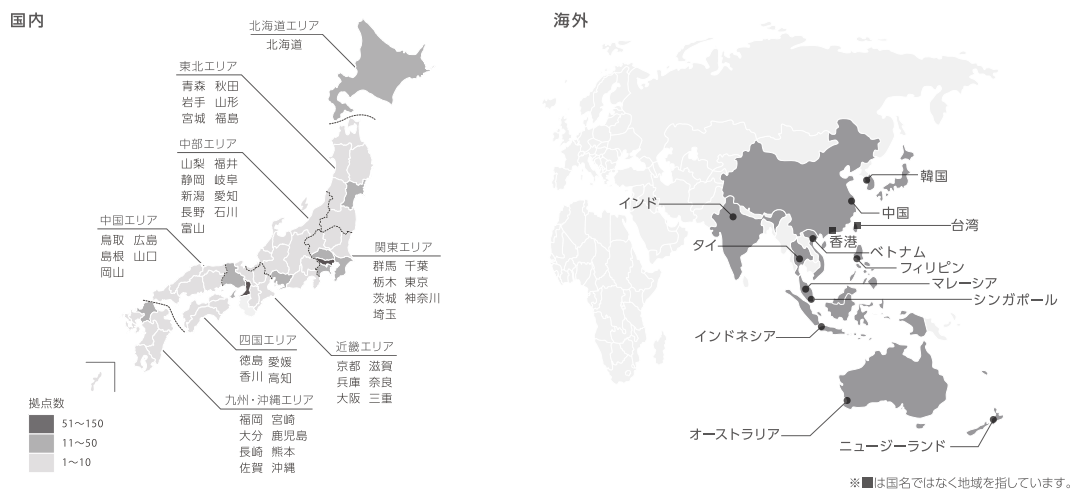 国内
北海道エリア
北海道
東北エリア
青森 秋田
岩手 山形
宮城 福島
中部エリア
山梨 福井
静岡 岐阜
新潟 愛知
長野 石川
富山
中国エリア
鳥取 広島
島根 山口
岡山
関東エリア
群馬 千葉
栃木 東京
茨城 神奈川
埼玉
四国エリア
徳島 愛媛
香川 高知
近畿エリア
京都 滋賀
兵庫 奈良
大阪 三重
九州・沖縄エリア
福岡 宮崎
大分 鹿児島
長崎 熊本
佐賀 沖縄
拠点数
51〜150
11〜50
1〜10
海外
韓国
インド
中国
台湾
香港
タイ
ベトナム
フィリピン
マレーシア
シンガポール
インドネシア
オーストラリア
ニュージーランド
※■は国名ではなく地域を指しています。